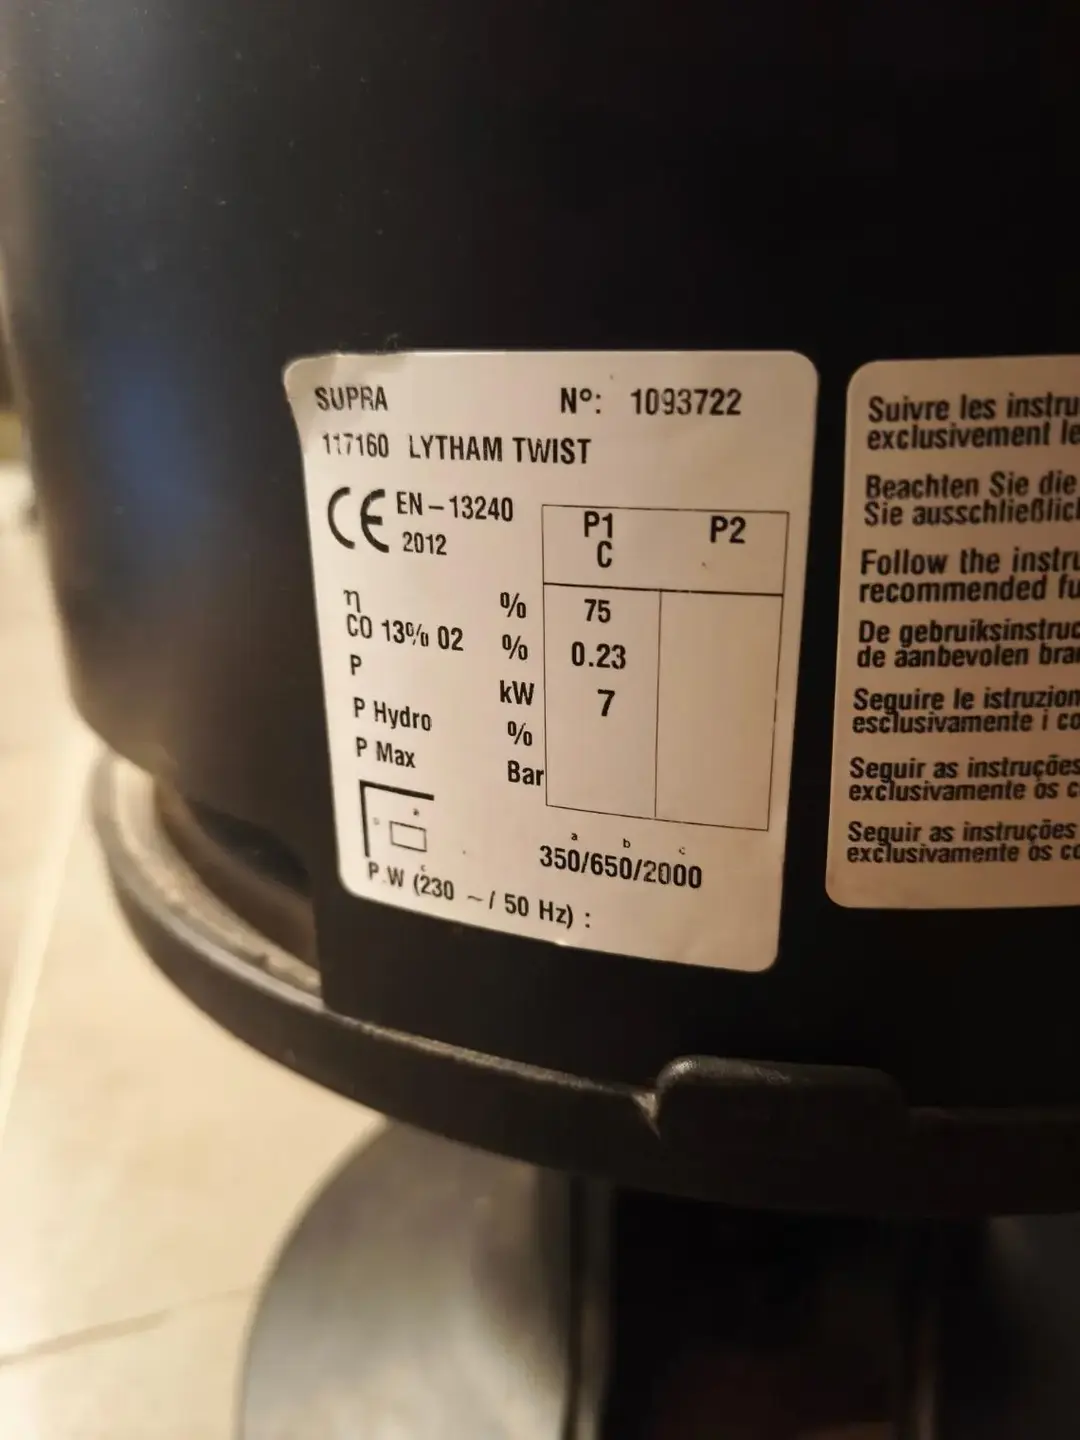 SUPRA N°: 1093722
117160 LYTHAM TWIST
CE EN-13240
2012
P1 P2
C
η % 75
CO 13% 02 % 0.23
P kW 7
P Hydro %
P Max Bar
a b c
350/650/2000
P.W (230 ~/ 50 Hz) :
Suivre les instru
exclusivement le
Beachten Sie die
Sie ausschließlic
Follow the instru
recommended fu
De gebruiksinstruc
de aanbevolen bra
Seguire le istruzion
esclusivamente i co
Seguir as instruções
exclusivamente os c
Seguir as instruções
exclusivamente os co